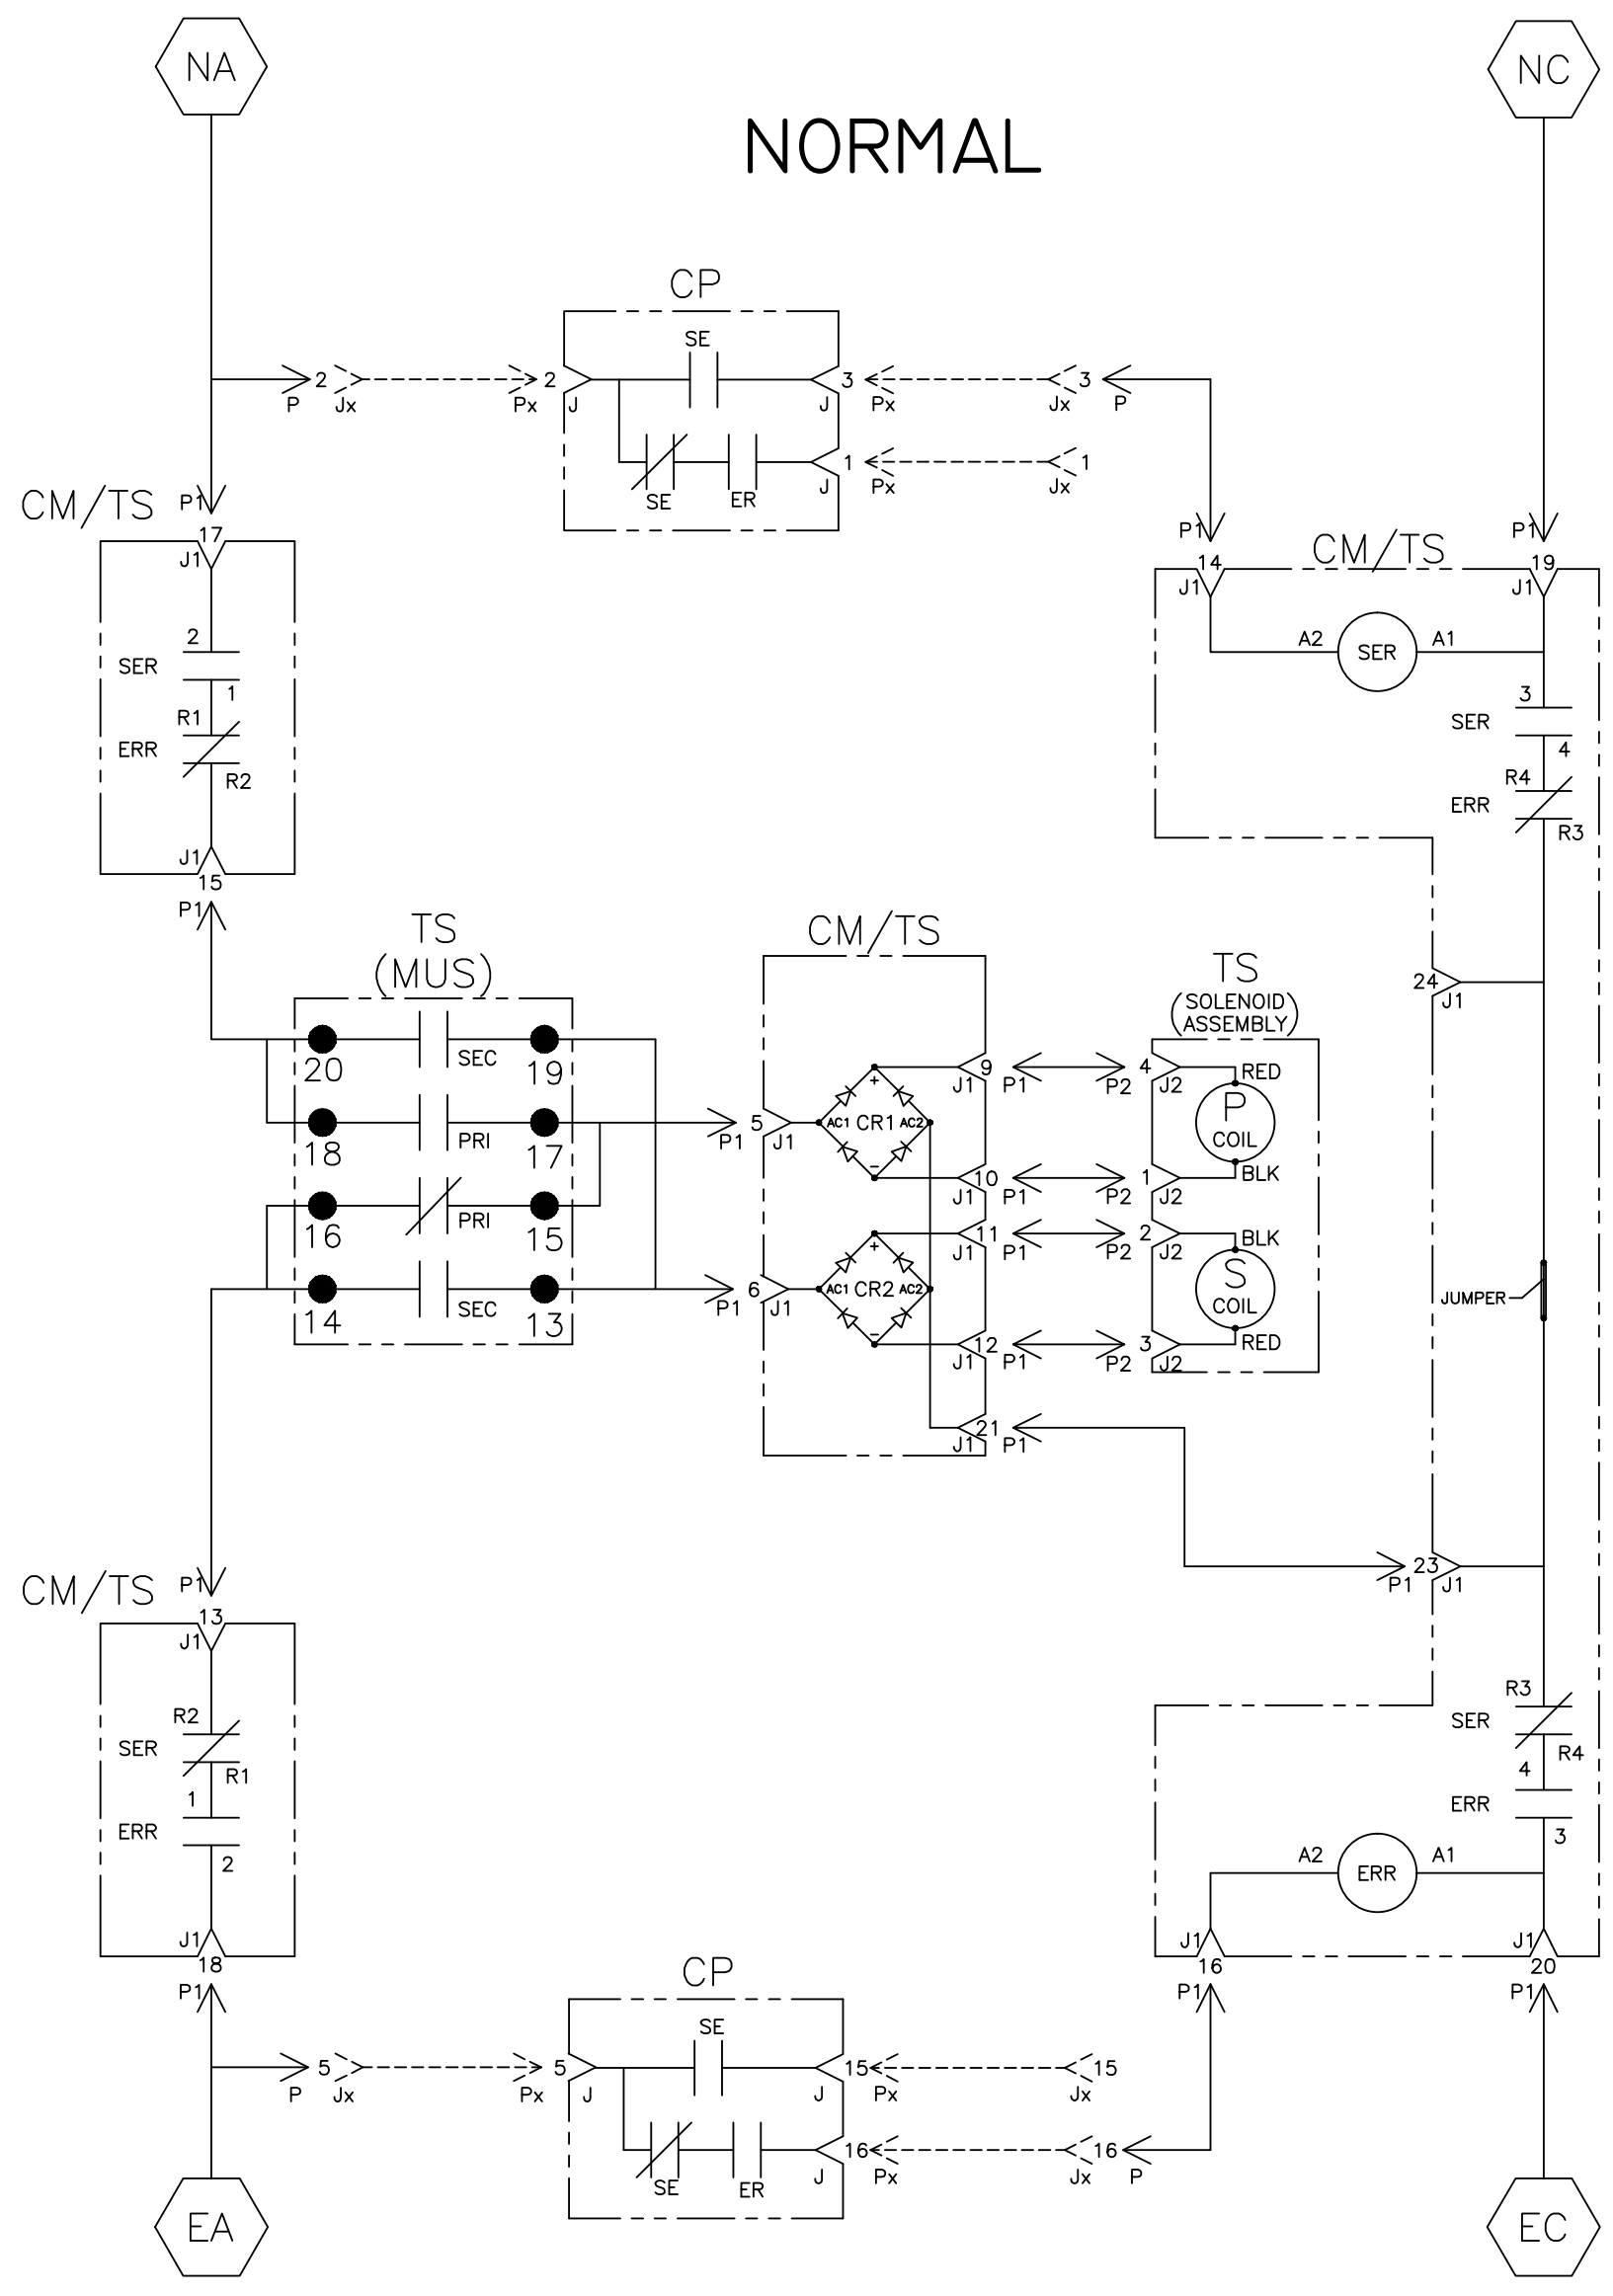 NA
NC
NORMAL
CP
SE
2
P
Jx
2
Px
J
3
J
Px
3
Jx
P
SE
ER
1
J
Px
1
Jx
CM/TS
P1
17
J1
2
SER
1
R1
ERR
R2
J1
15
P1
P1
14
J1
CM/TS
P1
19
J1
A2
SER
A1
3
SER
4
R4
ERR
R3
24
J1
TS
(MUS)
20
SEC
19
18
PRI
17
16
PRI
15
14
SEC
13
CM/TS
P1
5
J1
AC1
CR1
AC2
+
-
P1
6
J1
AC1
CR2
AC2
+
-
9
J1
P1
10
J1
P1
11
J1
P1
12
J1
P1
21
J1
P1
TS
(SOLENOID
ASSEMBLY)
P2
4
J2
RED
P
COIL
P2
1
J2
BLK
P2
2
J2
BLK
S
COIL
P2
3
J2
RED
JUMPER
P1
23
J1
CM/TS
P1
13
J1
R2
SER
R1
1
ERR
2
J1
18
P1
R3
SER
R4
4
ERR
3
A2
ERR
A1
J1
16
P1
J1
20
P1
CP
SE
5
P
Jx
5
Px
J
15
J
Px
15
Jx
SE
ER
16
J
Px
16
Jx
P
EA
EC